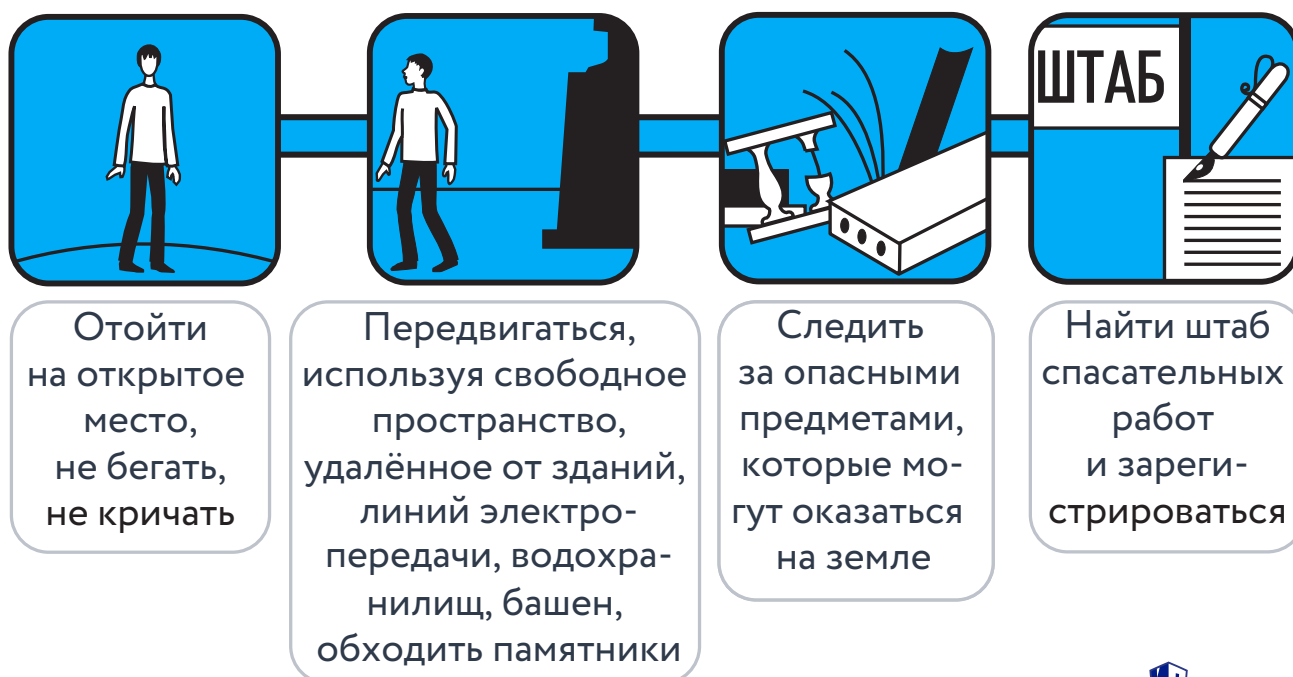 ШТАБ
Отойти
на открытое
место,
не бегать,
не кричать
Передвигаться,
используя свободное
пространство,
удалённое от зданий,
линий электро-
передачи, водохра-
нилищ, башен,
обходить памятники
Следить
за опасными
предметами,
которые мо-
гут оказаться
на земле
Найти штаб
спасательных
работ
и зареги-
стрироваться